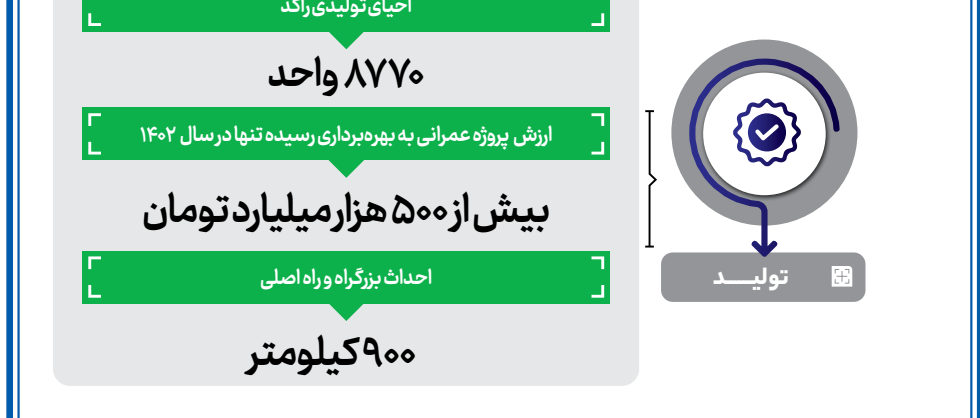 احیای تولیدی راکد
۸۷۷۰ واحد
ارزش پروژه عمرانی به بهره‌برداری رسیده تنها در سال ۱۴۰۲
بیش از ۵۰۰ هزار میلیارد تومان
احداث بزرگراه و راه اصلی
۹۰۰ کیلومتر
تولیـــد